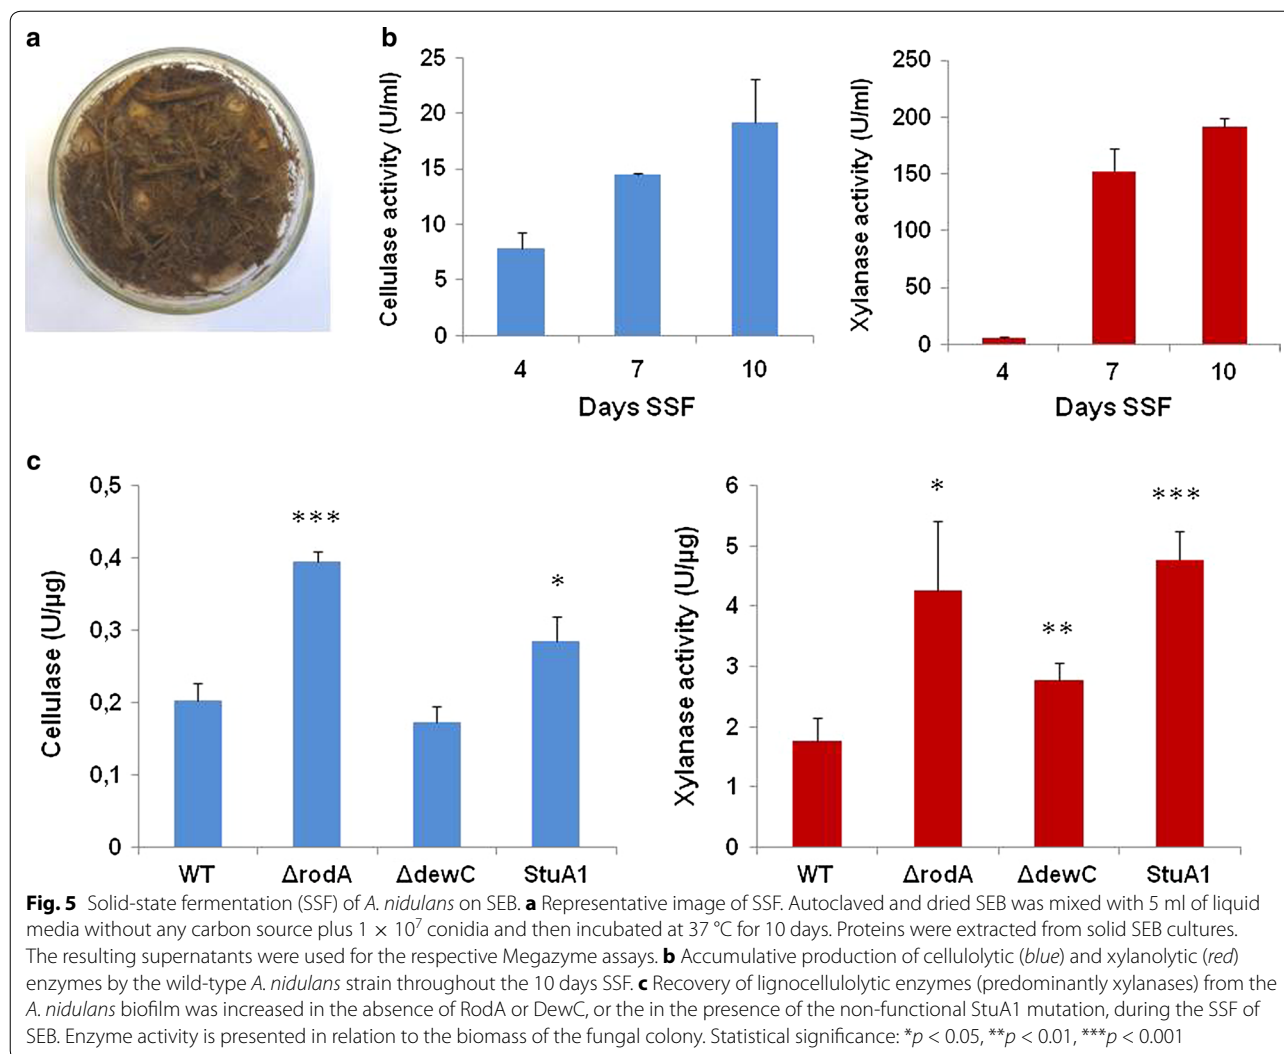 a
b
25
20
15
10
5
0
Cellulase activity (U/ml)
4 7 10
Days SSF
250
200
150
100
50
0
Xylanase activity (U/ml)
4 7 10
Days SSF
c
0,5
0,4
0,3
0,2
0,1
0
Cellulase (U/µg)
***
*
WT ΔrodA ΔdewC StuA1
6
5
4
3
2
1
0
Xylanase activity (U/µg)
*
**
***
WT ΔrodA ΔdewC StuA1
Fig. 5 Solid-state fermentation (SSF) of A. nidulans on SEB. a Representative image of SSF. Autoclaved and dried SEB was mixed with 5 ml of liquid
media without any carbon source plus 1 × 10⁷ conidia and then incubated at 37 °C for 10 days. Proteins were extracted from solid SEB cultures.
The resulting supernatants were used for the respective Megazyme assays. b Accumulative production of cellulolytic (blue) and xylanolytic (red)
enzymes by the wild-type A. nidulans strain throughout the 10 days SSF. c Recovery of lignocellulolytic enzymes (predominantly xylanases) from the
A. nidulans biofilm was increased in the absence of RodA or DewC, or the in the presence of the non-functional StuA1 mutation, during the SSF of
SEB. Enzyme activity is presented in relation to the biomass of the fungal colony. Statistical significance: *p < 0.05, **p < 0.01, ***p < 0.001